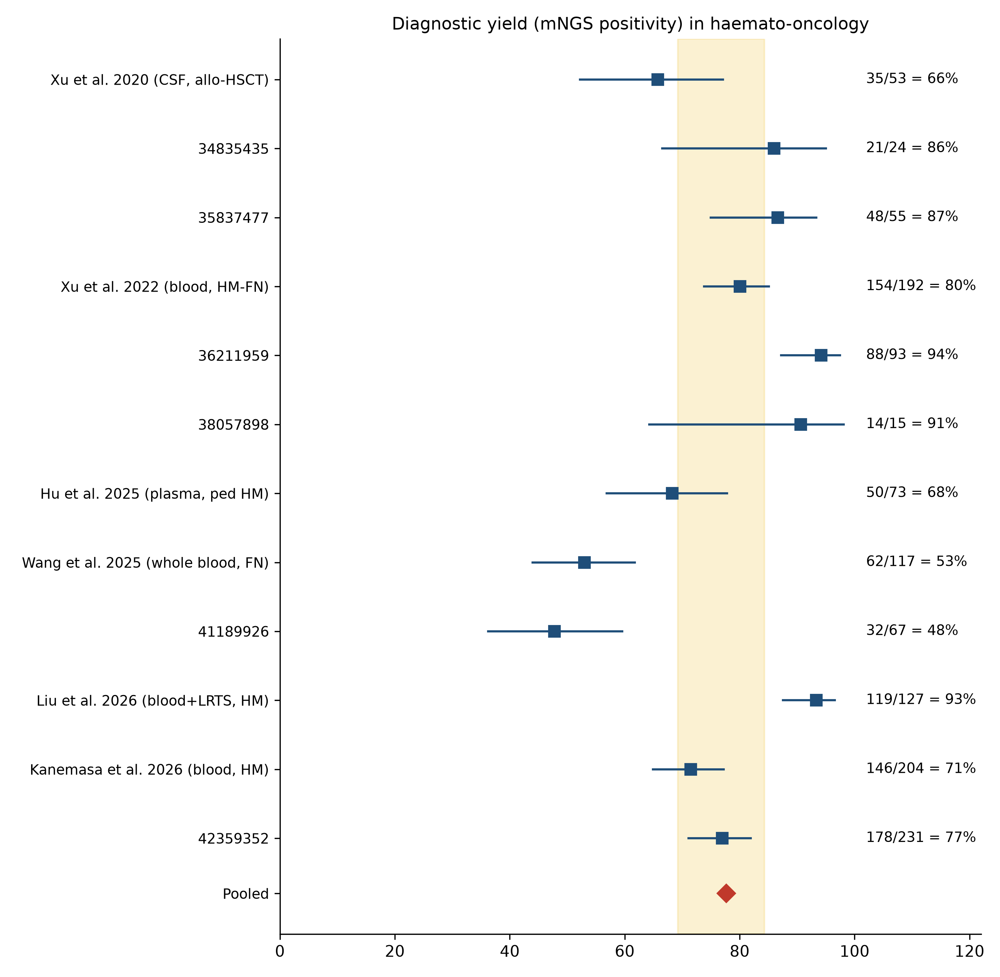 Diagnostic yield (mNGS positivity) in haemato-oncology
Xu et al. 2020 (CSF, allo-HSCT) 35/53 = 66%
34835435 21/24 = 86%
35837477 48/55 = 87%
Xu et al. 2022 (blood, HM-FN) 154/192 = 80%
36211959 88/93 = 94%
38057898 14/15 = 91%
Hu et al. 2025 (plasma, ped HM) 50/73 = 68%
Wang et al. 2025 (whole blood, FN) 62/117 = 53%
41189926 32/67 = 48%
Liu et al. 2026 (blood+LRTS, HM) 119/127 = 93%
Kanemasa et al. 2026 (blood, HM) 146/204 = 71%
42359352 178/231 = 77%
Pooled
0 20 40 60 80 100 120